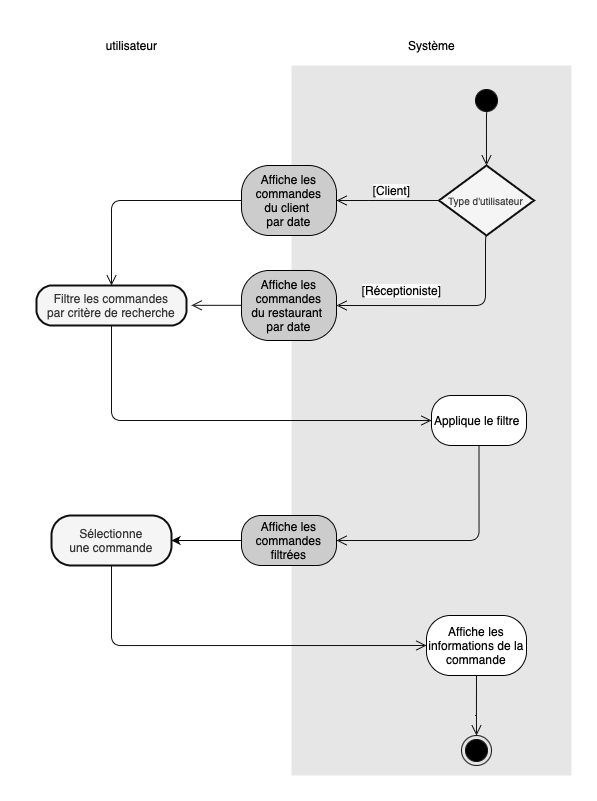 utilisateur
Système
Type d'utilisateur
[Client]
Affiche les
commandes
du client
par date
[Réceptioniste]
Affiche les
commandes
du restaurant
par date
Filtre les commandes
par critère de recherche
Applique le filtre
Affiche les
commandes
filtrées
Sélectionne
une commande
Affiche les
informations de la
commande